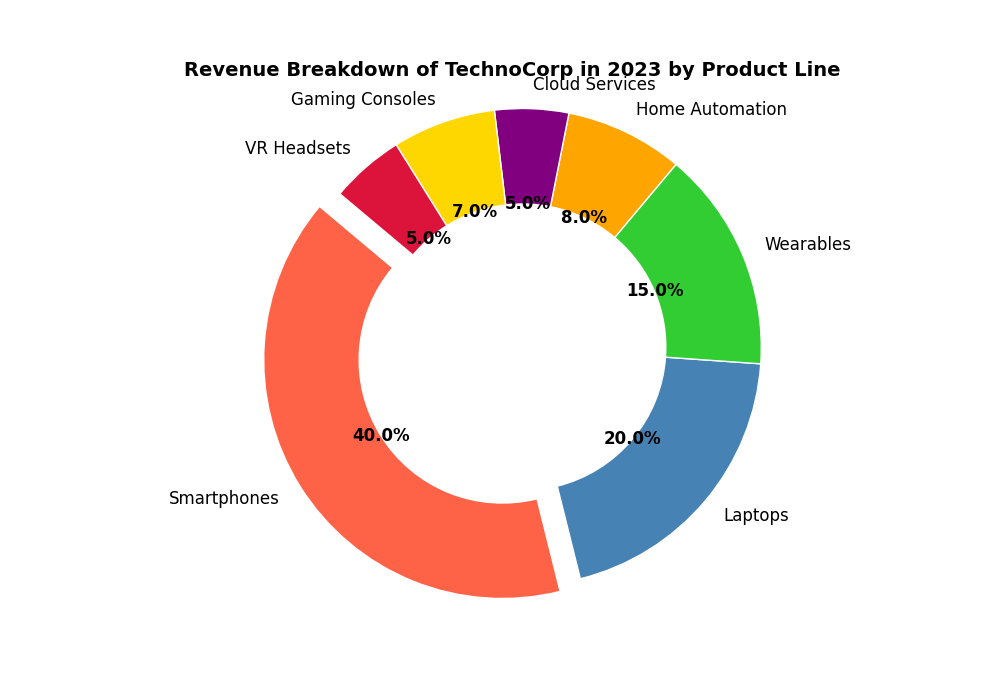 Revenue Breakdown of TechnoCorp in 2023 by Product Line
Cloud Services
Gaming Consoles
Home Automation
VR Headsets
5.0%
7.0%
8.0%
5.0%
Wearables
15.0%
40.0%
20.0%
Smartphones
Laptops